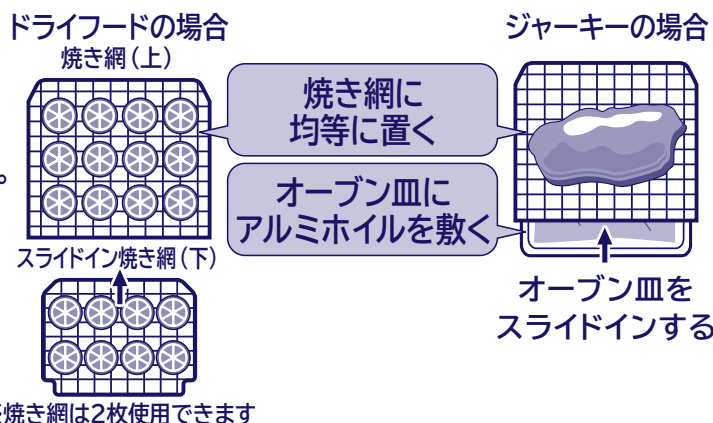 ドライフードの場合
焼き網（上）
焼き網に
均等に置く
オーブン皿に
アルミホイルを敷く
スライドイン焼き網（下）
焼き網は2枚使用できます
ジャーキーの場合
オーブン皿を
スライドインする